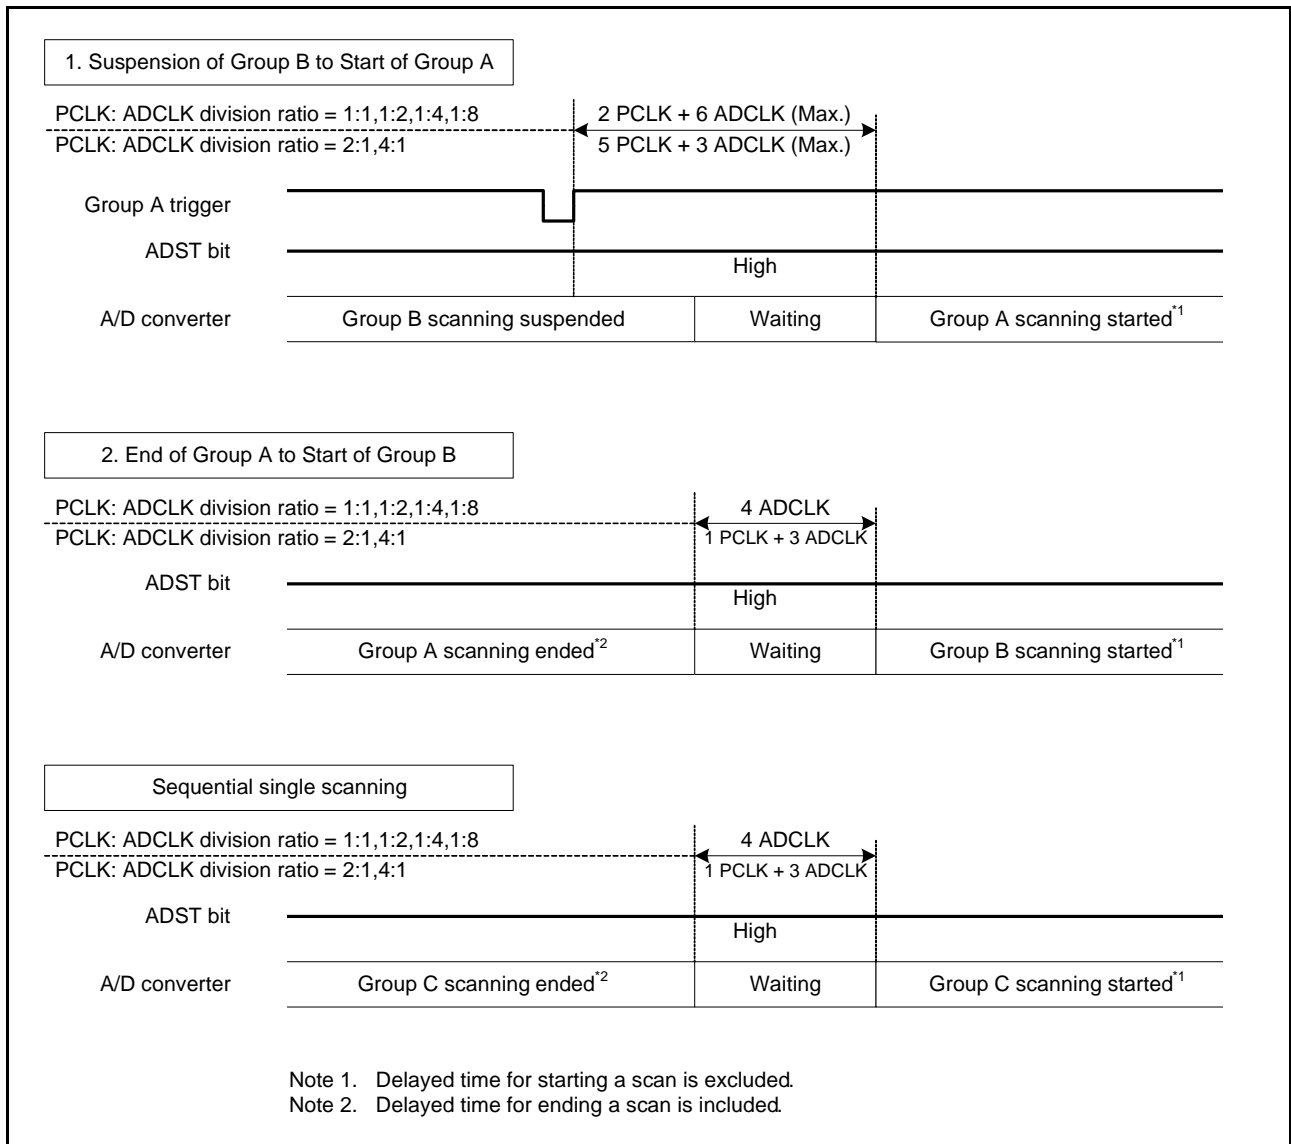 1. Suspension of Group B to Start of Group A
PCLK: ADCLK division ratio = 1:1,1:2,1:4,1:8
2 PCLK + 6 ADCLK (Max.)
PCLK: ADCLK division ratio = 2:1,4:1
5 PCLK + 3 ADCLK (Max.)
Group A trigger
ADST bit
High
A/D converter
Group B scanning suspended
Waiting
Group A scanning started*1
2. End of Group A to Start of Group B
PCLK: ADCLK division ratio = 1:1,1:2,1:4,1:8
4 ADCLK
PCLK: ADCLK division ratio = 2:1,4:1
1 PCLK + 3 ADCLK
ADST bit
High
A/D converter
Group A scanning ended*2
Waiting
Group B scanning started*1
Sequential single scanning
PCLK: ADCLK division ratio = 1:1,1:2,1:4,1:8
4 ADCLK
PCLK: ADCLK division ratio = 2:1,4:1
1 PCLK + 3 ADCLK
ADST bit
High
A/D converter
Group C scanning ended*2
Waiting
Group C scanning started*1
Note 1. Delayed time for starting a scan is excluded.
Note 2. Delayed time for ending a scan is included.